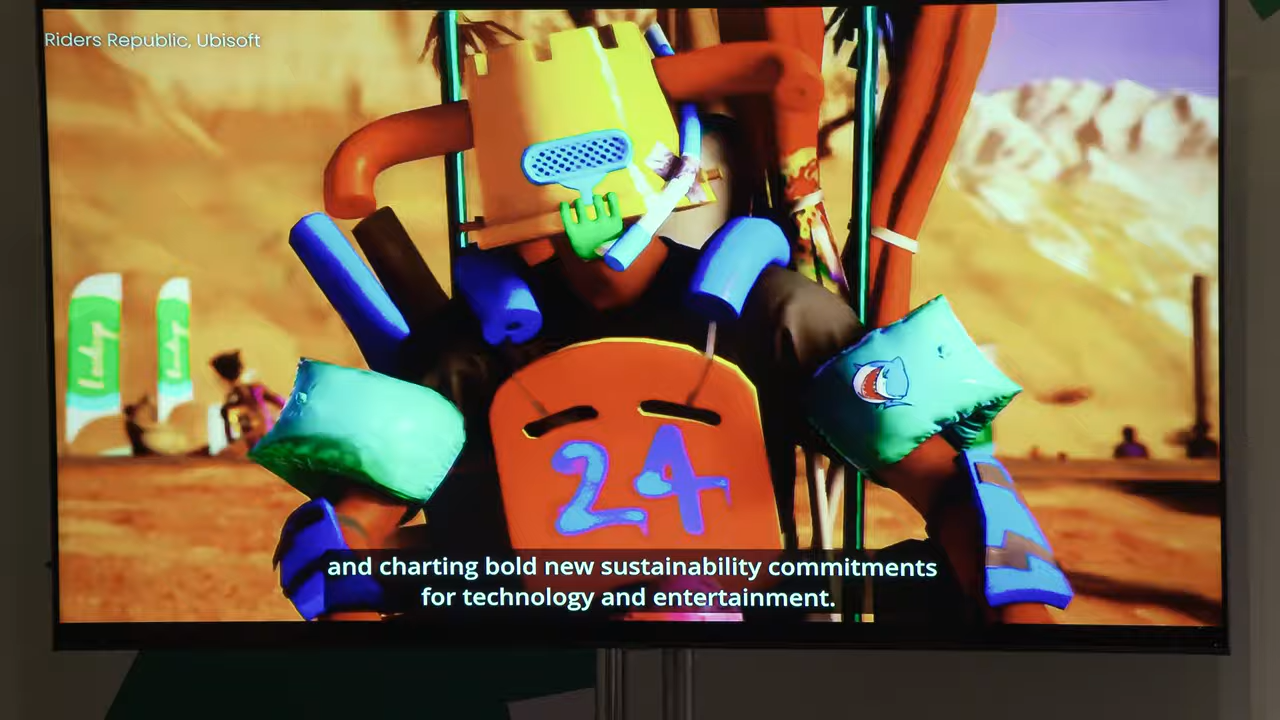 Riders Republic, Ubisoft
24
and charting bold new sustainability commitments
for technology and entertainment.